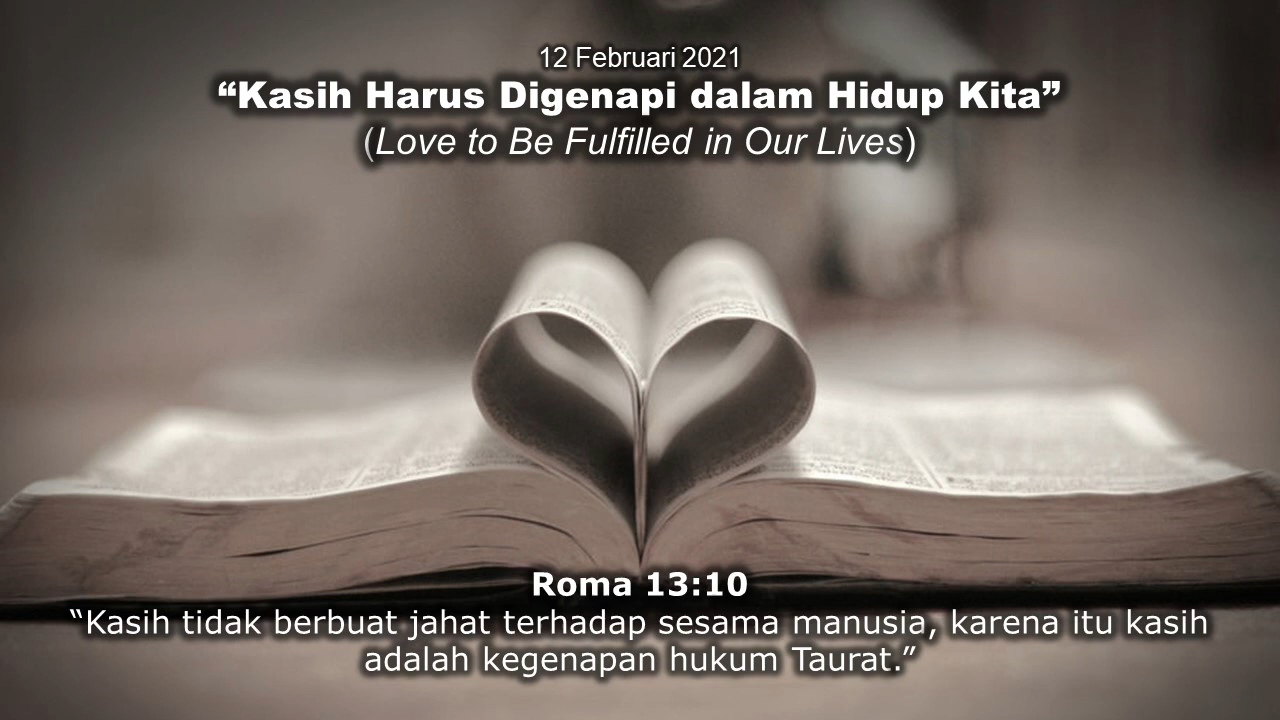 12 Februari 2021
“Kasih Harus Digenapi dalam Hidup Kita”
(Love to Be Fulfilled in Our Lives)
Roma 13:10
“Kasih tidak berbuat jahat terhadap sesama manusia, karena itu kasih
adalah kegenapan hukum Taurat.”